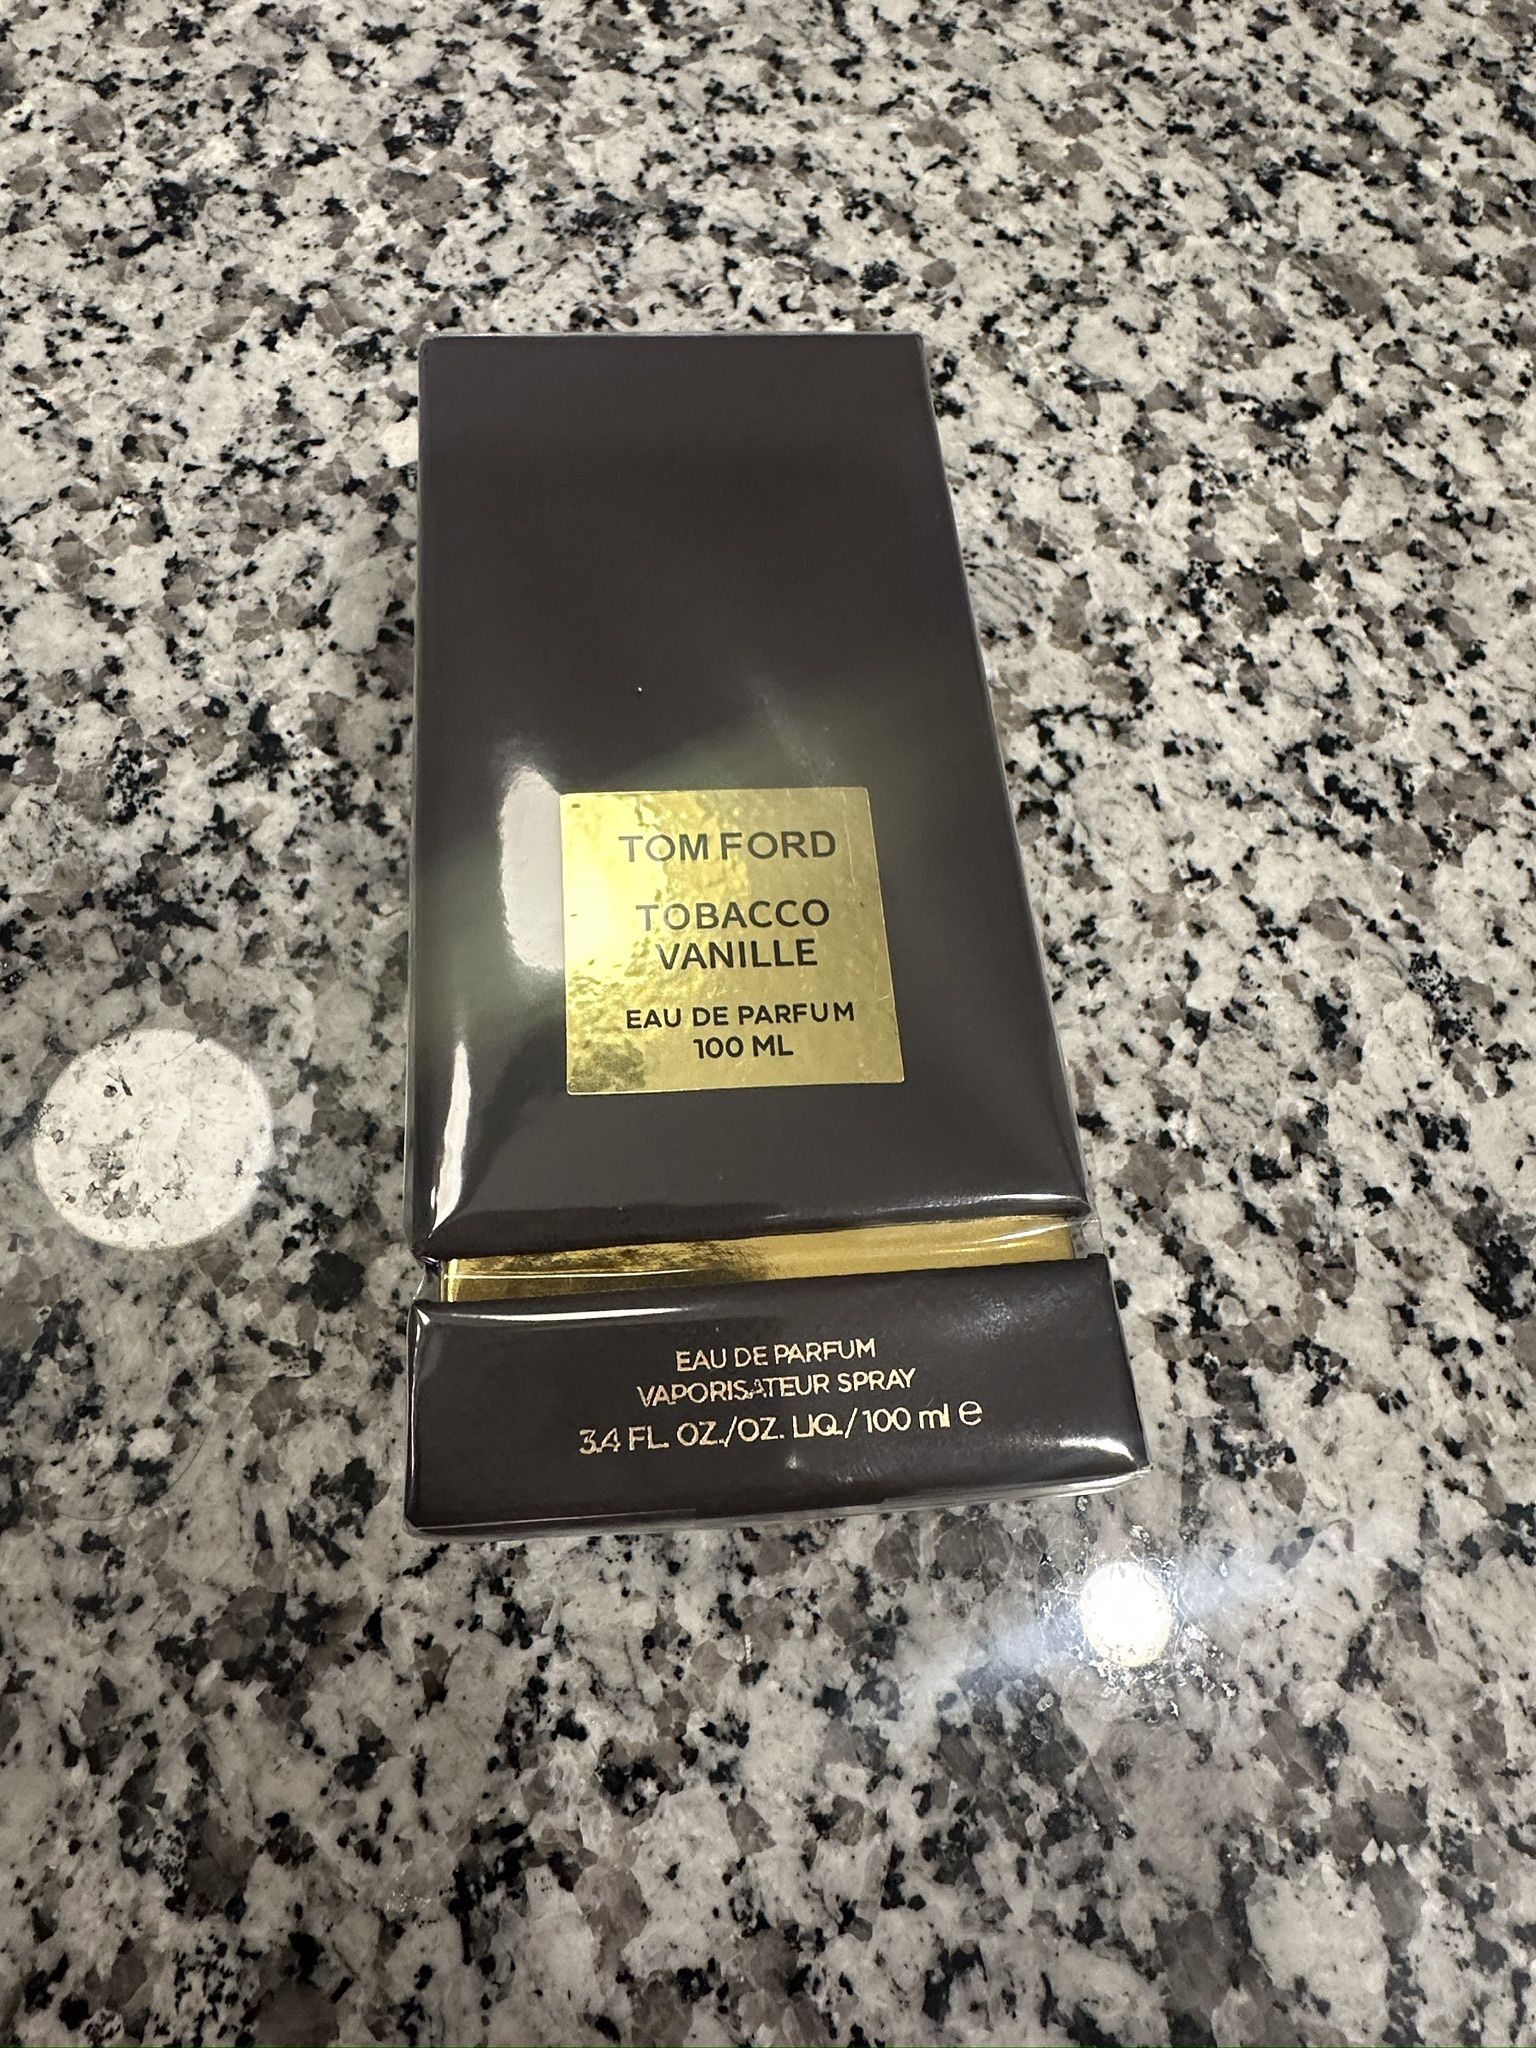 TOM FORD
TOBACCO
VANILLE
EAU DE PARFUM
100 ML
EAU DE PARFUM
VAPORISATEUR SPRAY
3.4 FL. OZ./OZ. LIQ./100 ml e